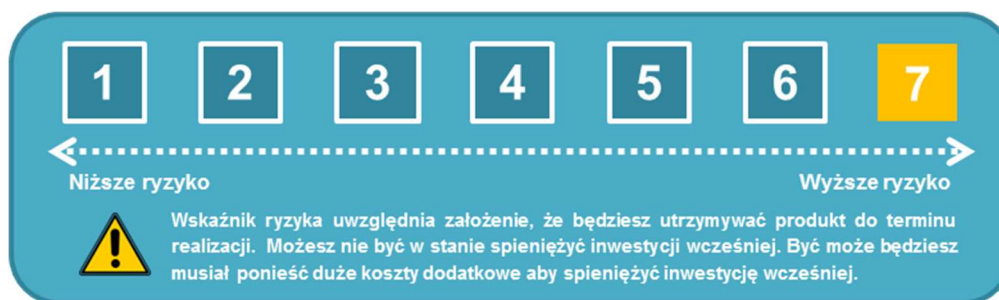 1 2 3 4 5 6 7
Niższe ryzyko Wyższe ryzyko
Wskaźnik ryzyka uwzględnia założenie, że będziesz utrzymywać produkt do terminu
realizacji. Możesz nie być w stanie spieniężyć inwestycji wcześniej. Być może będziesz
musiał ponieść duże koszty dodatkowe aby spieniężyć inwestycję wcześniej.